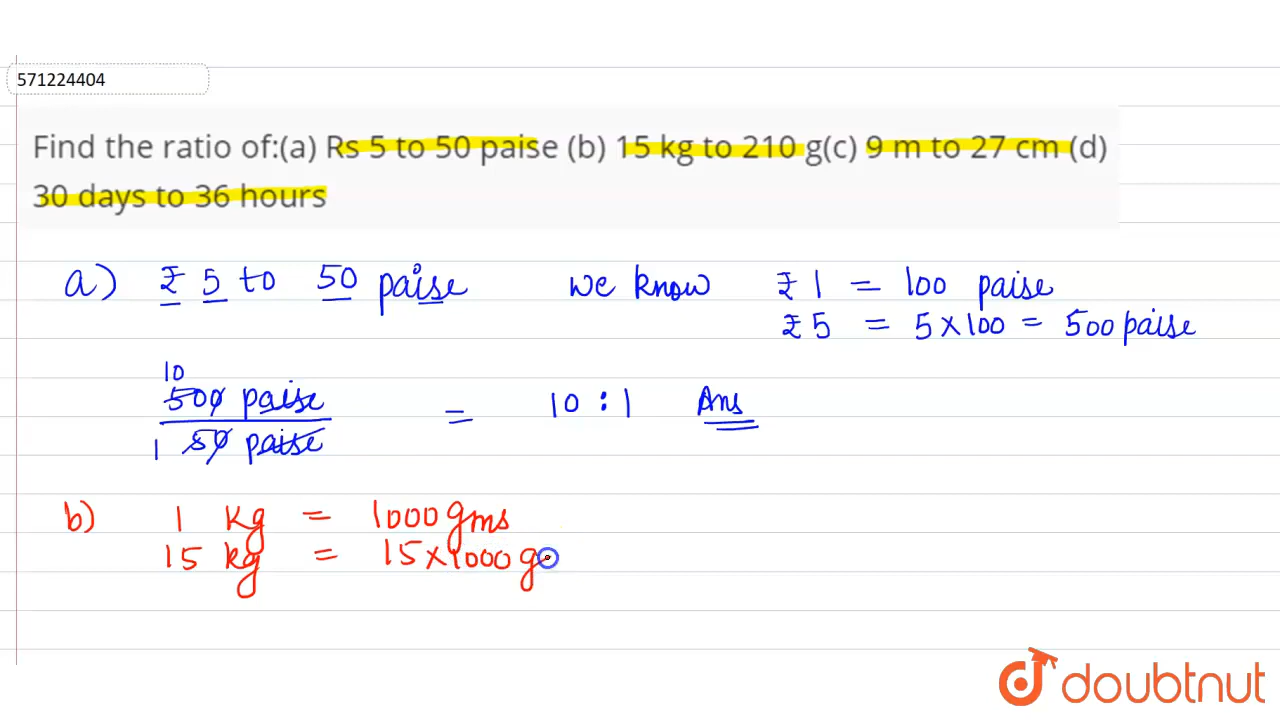 571224404
Find the ratio of:(a) Rs 5 to 50 paise (b) 15 kg to 210 g(c) 9 m to 27 cm (d)
30 days to 36 hours
a) ₹ 5 to 50 paise we know ₹ 1 = 100 paise
₹ 5 = 5 × 100 = 500 paise
10
500 paise = 10 : 1 Ans
1 50 paise
b) 1 kg = 1000 gms
15 kg = 15 × 1000 g
doubtnut